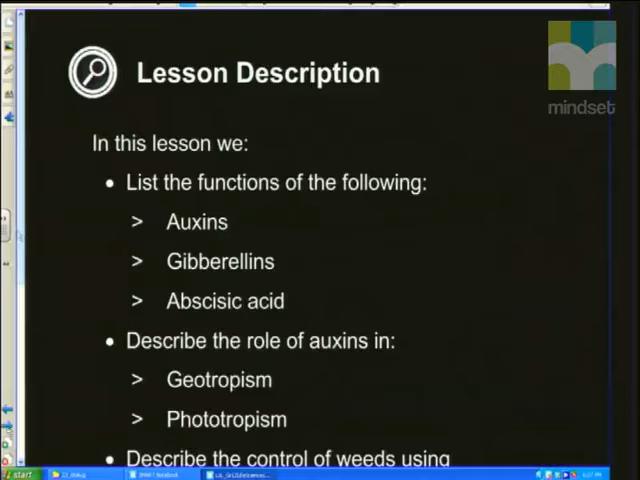 Lesson Description
mindset
In this lesson we:
• List the functions of the following:
> Auxins
> Gibberellins
> Abscisic acid
• Describe the role of auxins in:
> Geotropism
> Phototropism
• Describe the control of weeds using
start